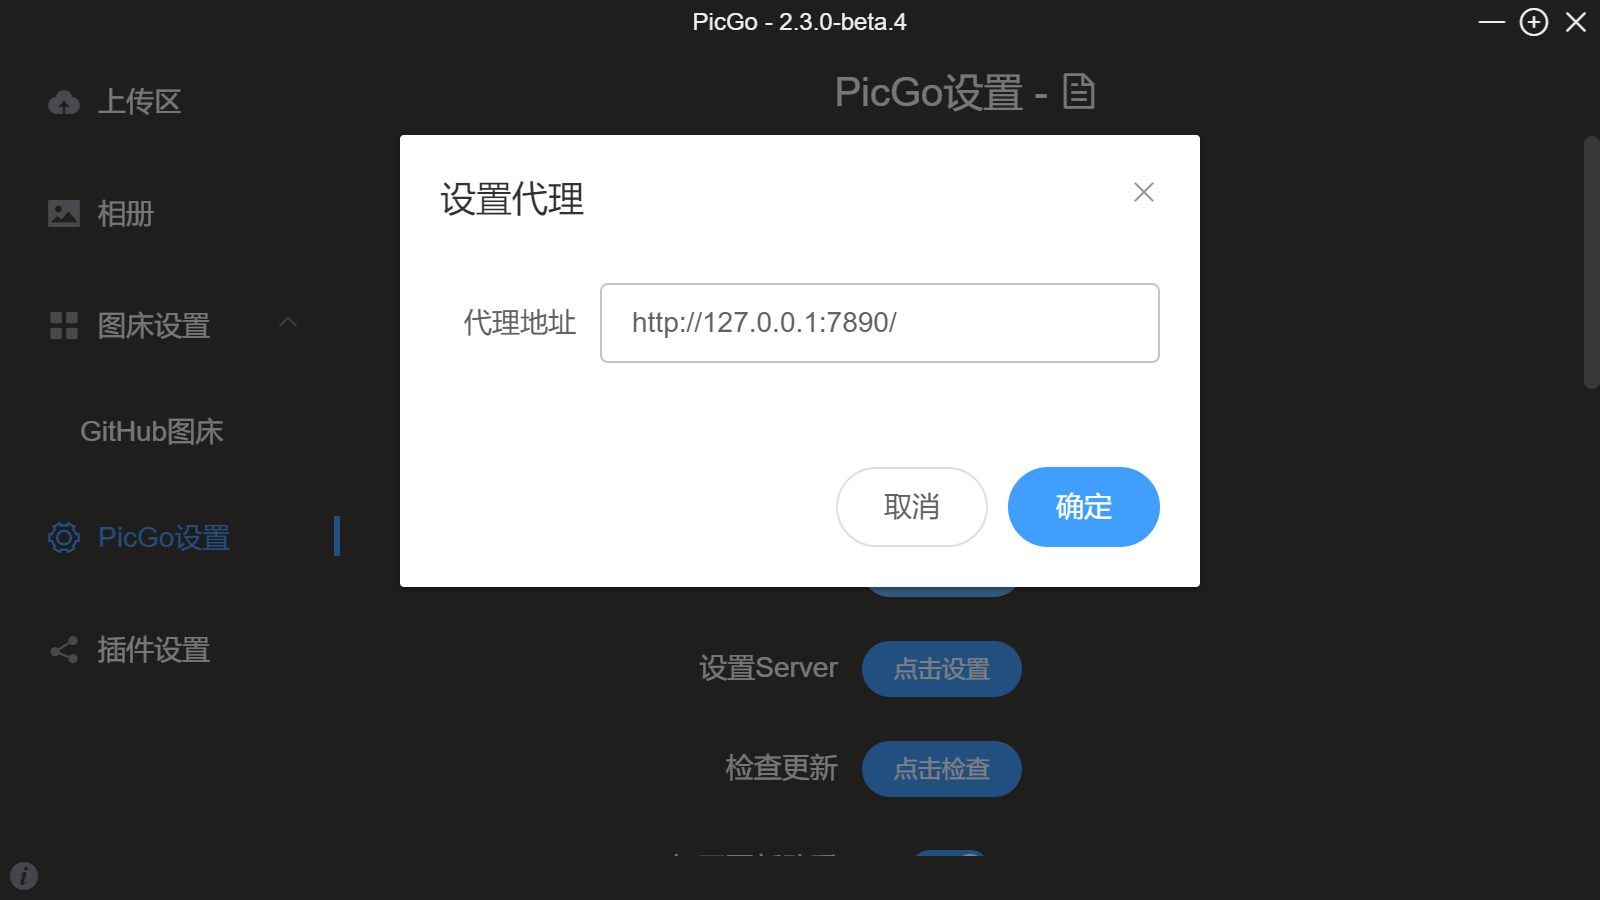 PicGo - 2.3.0-beta.4
上传区
相册
图床设置
GitHub图床
PicGo设置
插件设置
PicGo设置 -
设置代理
代理地址
http://127.0.0.1:7890/
取消
确定
设置Server
点击设置
检查更新
点击检查